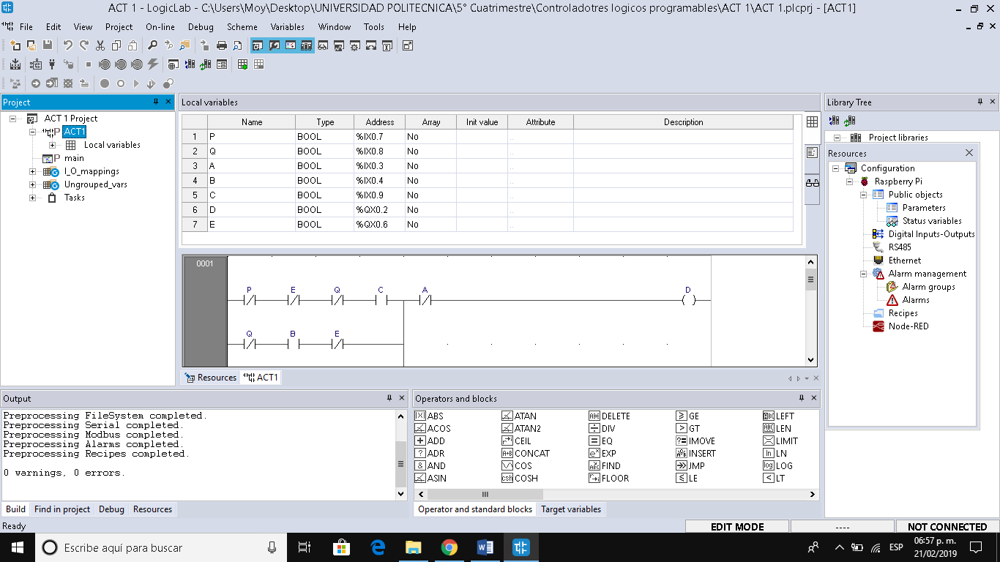 ACT 1 - LogicLab - C:\Users\Moy\Desktop\UNIVERSIDAD POLITECNICA\5° Cuatrimestre\Controladotres logicos programables\ACT 1\ACT 1.plcprj - [ACT1]
File Edit View Project On-line Debug Scheme Variables Window Tools Help
Project
ACT 1 Project
ACT1
Local variables
main
I_O_mappings
Ungrouped_vars
Tasks
Local variables
Name Type Address Array Init value Attribute Description
1 P BOOL %IX0.7 No ..
2 Q BOOL %IX0.8 No ..
3 A BOOL %IX0.3 No ..
4 B BOOL %IX0.4 No ..
5 C BOOL %IX0.9 No ..
6 D BOOL %QX0.2 No ..
7 E BOOL %QX0.6 No ..
0001
P E Q C A D
Q B E
Resources ACT1
Library Tree
Project libraries
Resources
Configuration
Raspberry Pi
Public objects
Parameters
Status variables
Digital Inputs-Outputs
RS485
Ethernet
Alarm management
Alarm groups
Alarms
Recipes
Node-RED
Output
Preprocessing FileSystem completed.
Preprocessing Serial completed.
Preprocessing Modbus completed.
Preprocessing Alarms completed.
Preprocessing Recipes completed.
0 warnings, 0 errors.
Build Find in project Debug Resources
Operators and blocks
ABS ATAN DELETE GE LEFT
ACOS ATAN2 DIV GT LEN
ADD CEIL EQ IMOVE LIMIT
ADR CONCAT EXP INSERT LN
AND COS FIND JMP LOG
ASIN COSH FLOOR LE LT
Operator and standard blocks Target variables
Ready
EDIT MODE ---- NOT CONNECTED
Escribe aquí para buscar
ESP
06:57 p. m.
21/02/2019